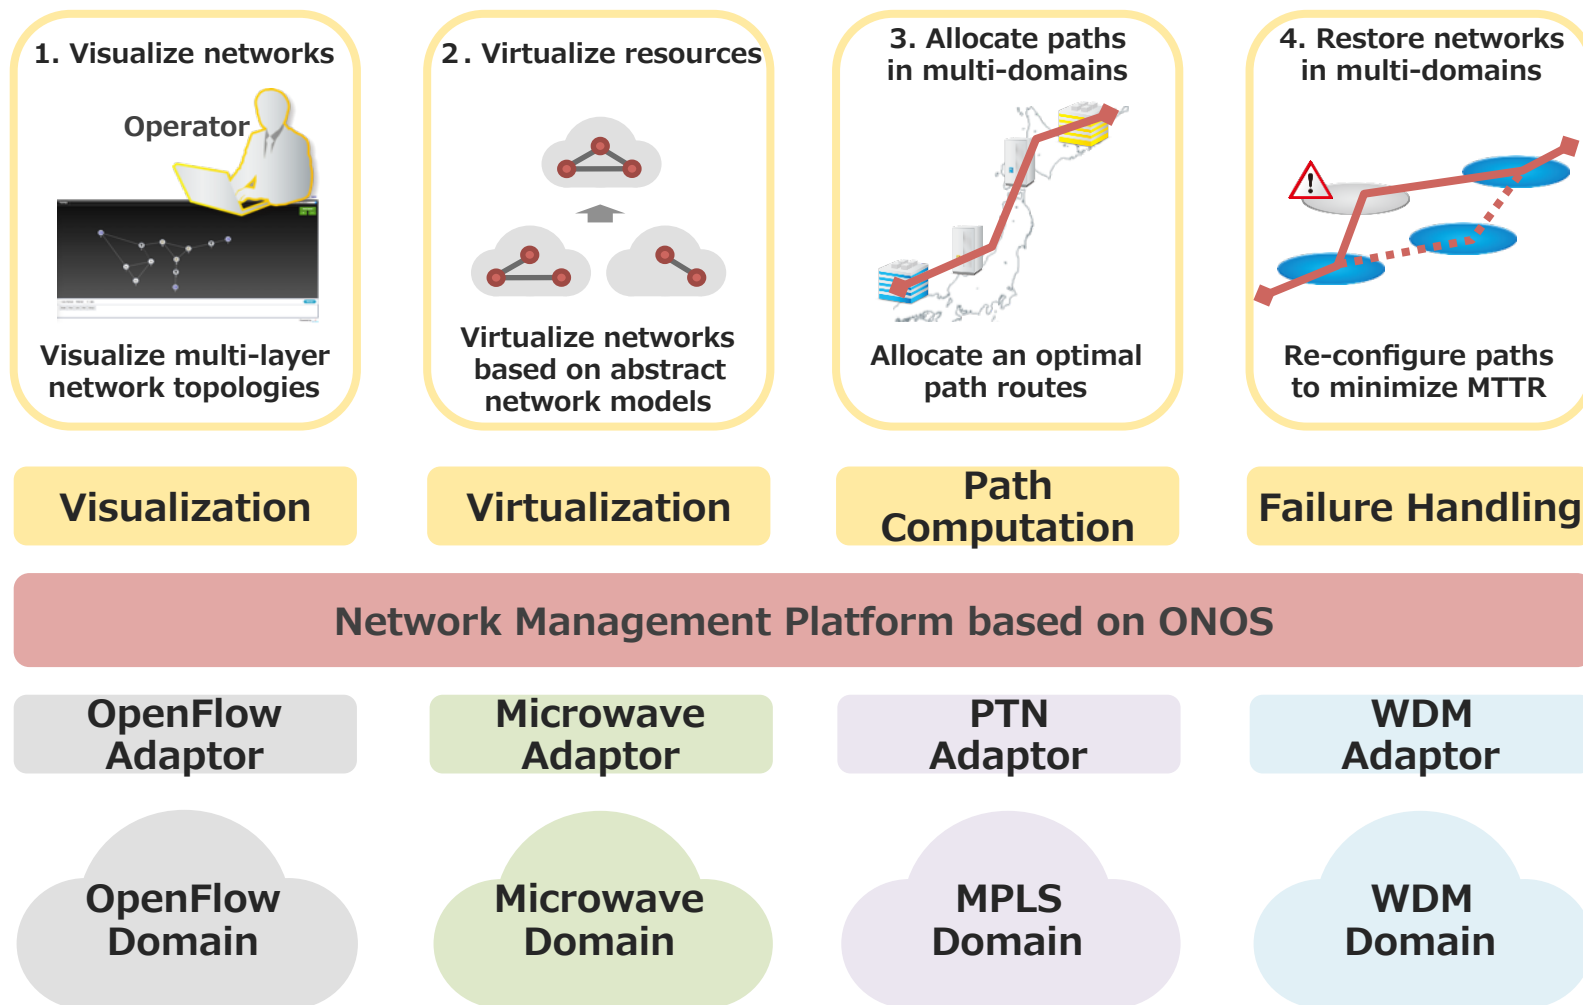 1. Visualize networks
Operator
Visualize multi-layer
network topologies
2. Virtualize resources
Virtualize networks
based on abstract
network models
3. Allocate paths
in multi-domains
Allocate an optimal
path routes
4. Restore networks
in multi-domains
!
Re-configure paths
to minimize MTTR
Visualization
Virtualization
Path
Computation
Failure Handling
Network Management Platform based on ONOS
OpenFlow
Adaptor
Microwave
Adaptor
PTN
Adaptor
WDM
Adaptor
OpenFlow
Domain
Microwave
Domain
MPLS
Domain
WDM
Domain